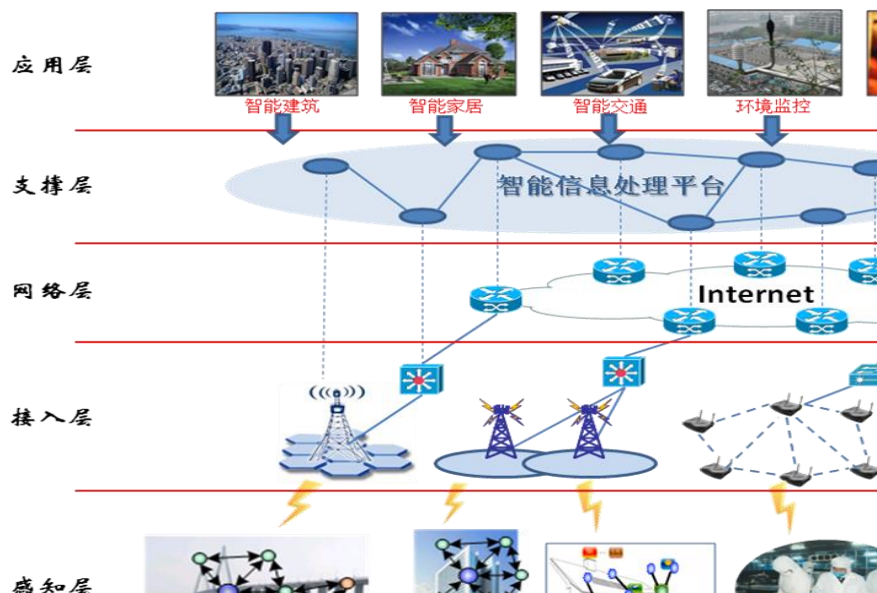 应用层
智能建筑
智能家居
智能交通
环境监控
支撑层
智能信息处理平台
网络层
Internet
接入层
感知层